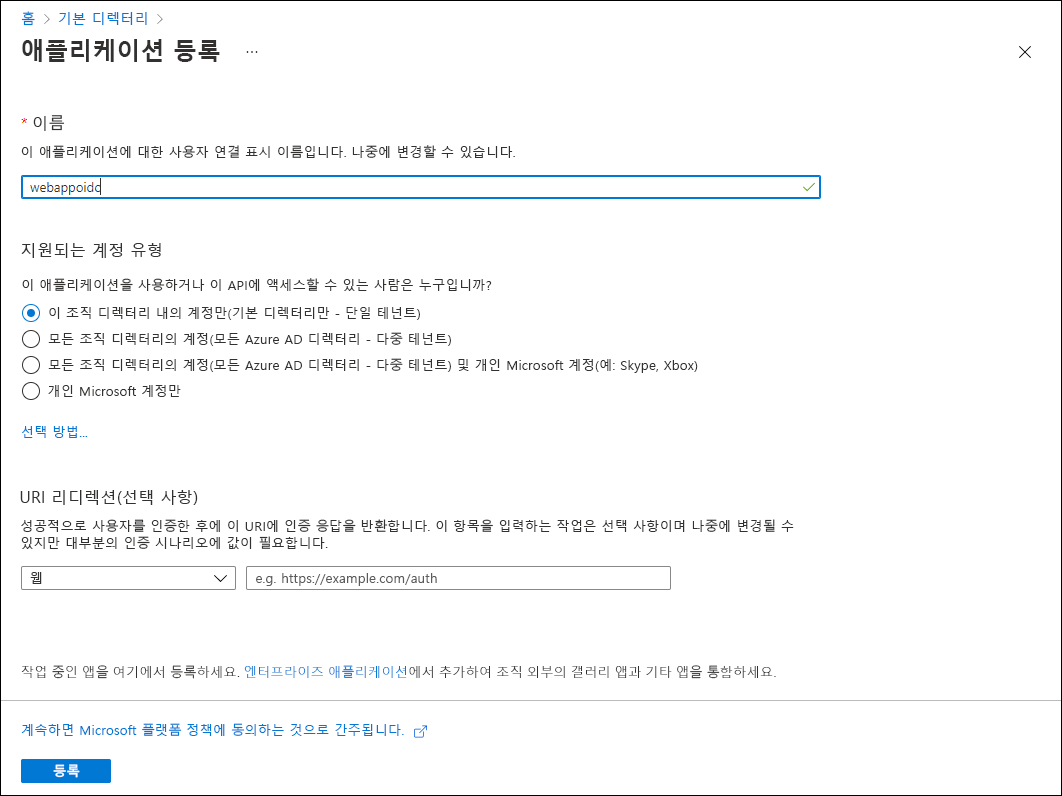 홈 > 기본 디렉터리 >
애플리케이션 등록 ...
* 이름
이 애플리케이션에 대한 사용자 연결 표시 이름입니다. 나중에 변경할 수 있습니다.
webappoidc
지원되는 계정 유형
이 애플리케이션을 사용하거나 이 API에 액세스할 수 있는 사람은 누구입니까?
이 조직 디렉터리 내의 계정만(기본 디렉터리만 - 단일 테넌트)
모든 조직 디렉터리의 계정(모든 Azure AD 디렉터리 - 다중 테넌트)
모든 조직 디렉터리의 계정(모든 Azure AD 디렉터리 - 다중 테넌트) 및 개인 Microsoft 계정(예: Skype, Xbox)
개인 Microsoft 계정만
선택 방법...
URI 리디렉션(선택 사항)
성공적으로 사용자를 인증한 후에 이 URI에 인증 응답을 반환합니다. 이 항목을 입력하는 작업은 선택 사항이며 나중에 변경될 수
있지만 대부분의 인증 시나리오에 값이 필요합니다.
웹 e.g. https://example.com/auth
작업 중인 앱을 여기에서 등록하세요. 엔터프라이즈 애플리케이션에서 추가하여 조직 외부의 갤러리 앱과 기타 앱을 통합하세요.
계속하면 Microsoft 플랫폼 정책에 동의하는 것으로 간주됩니다.
등록